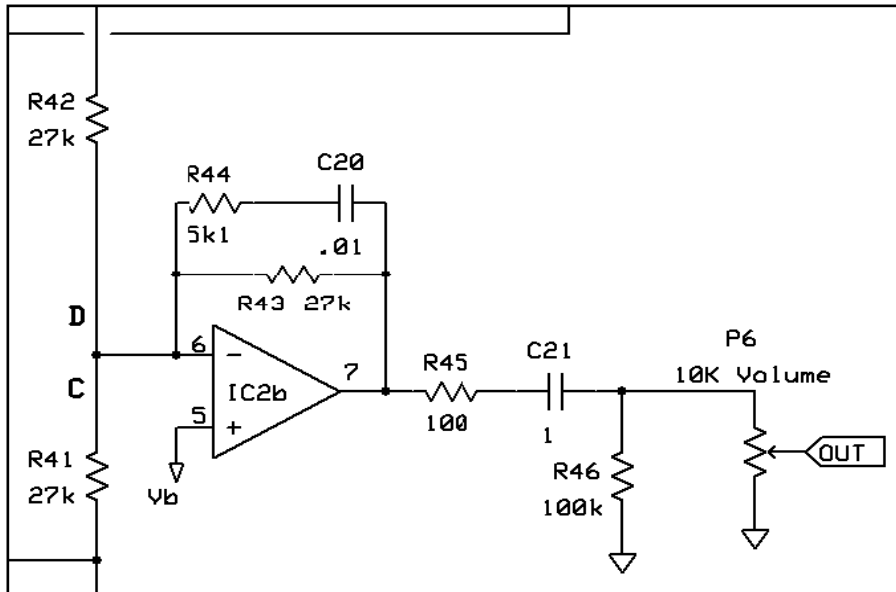 R42
27k
R44
C20
5k1
.01
R43 27k
D
6
-
7
IC2b
C
5
+
Vb
R41
27k
R45
100
C21
1
P6
10K Volume
R46
100k
OUT